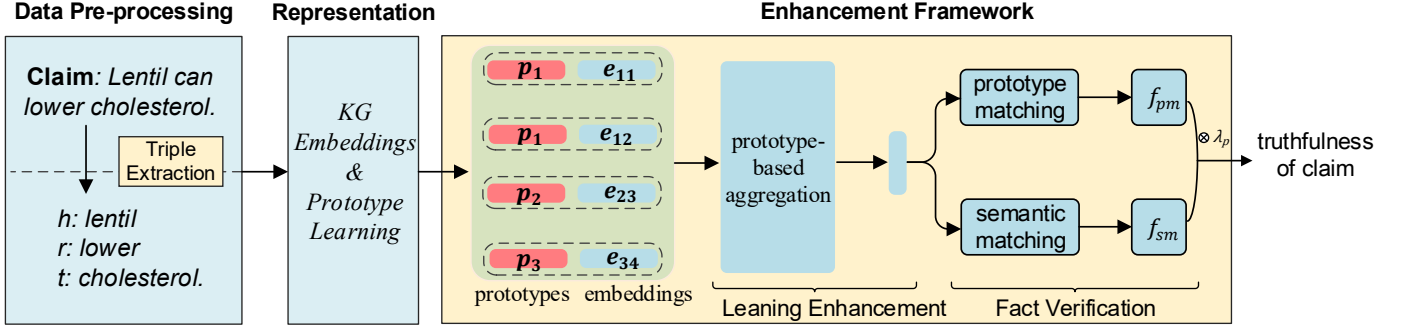 Data Pre-processing
Representation
Enhancement Framework
Claim: Lentil can
lower cholesterol.
Triple
Extraction
h: lentil
r: lower
t: cholesterol.
KG
Embeddings
&
Prototype
Learning
p1 e11
p1 e12
p2 e23
p3 e34
prototypes embeddings
prototype-
based
aggregation
Leaning Enhancement
prototype
matching
fpm
semantic
matching
fsm
⊗ λp
Fact Verification
truthfulness
of claim